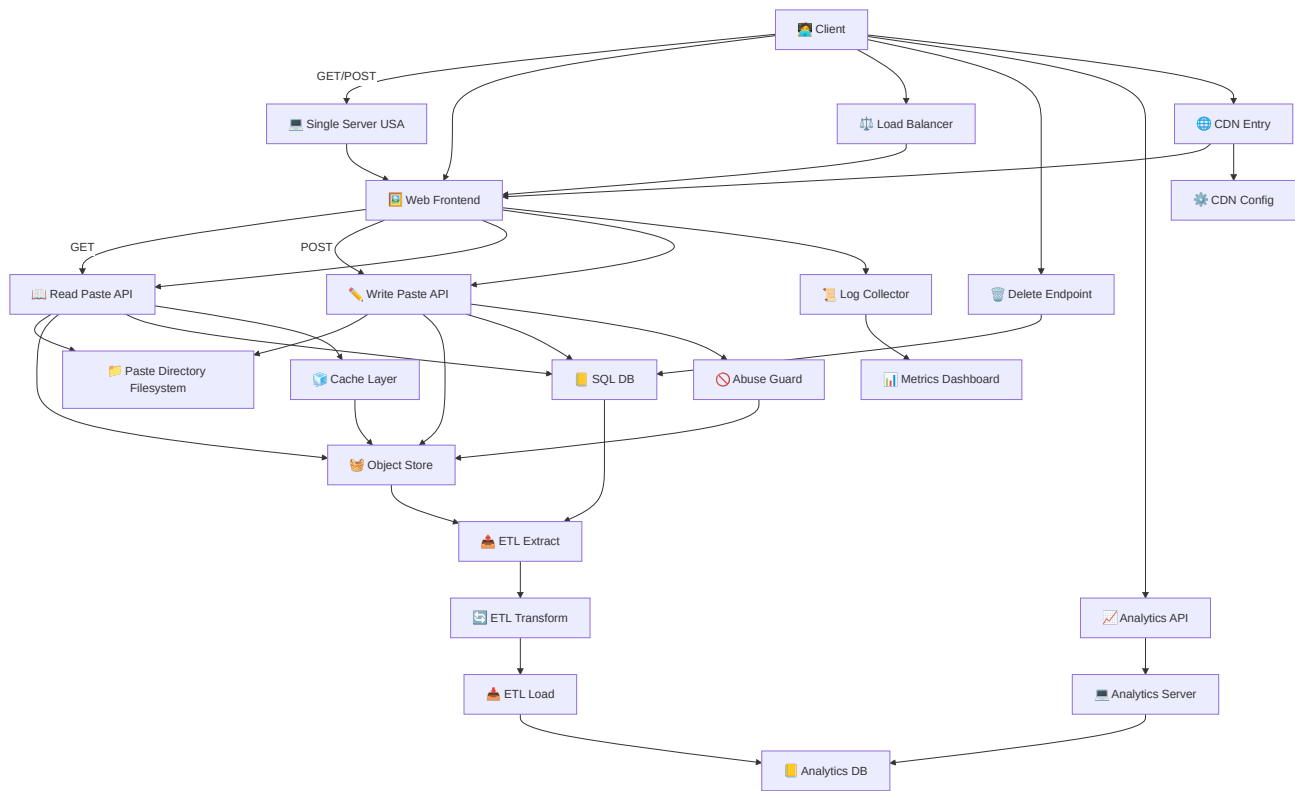 🧑‍💻 Client
GET/POST
💻 Single Server USA
⚖️ Load Balancer
🌐 CDN Entry
🖼️ Web Frontend
⚙️ CDN Config
GET
POST
📖 Read Paste API
✏️ Write Paste API
📜 Log Collector
🗑️ Delete Endpoint
📁 Paste Directory
Filesystem
🧊 Cache Layer
📒 SQL DB
🚫 Abuse Guard
📊 Metrics Dashboard
🧺 Object Store
📤 ETL Extract
🔄 ETL Transform
📈 Analytics API
📥 ETL Load
💻 Analytics Server
📒 Analytics DB